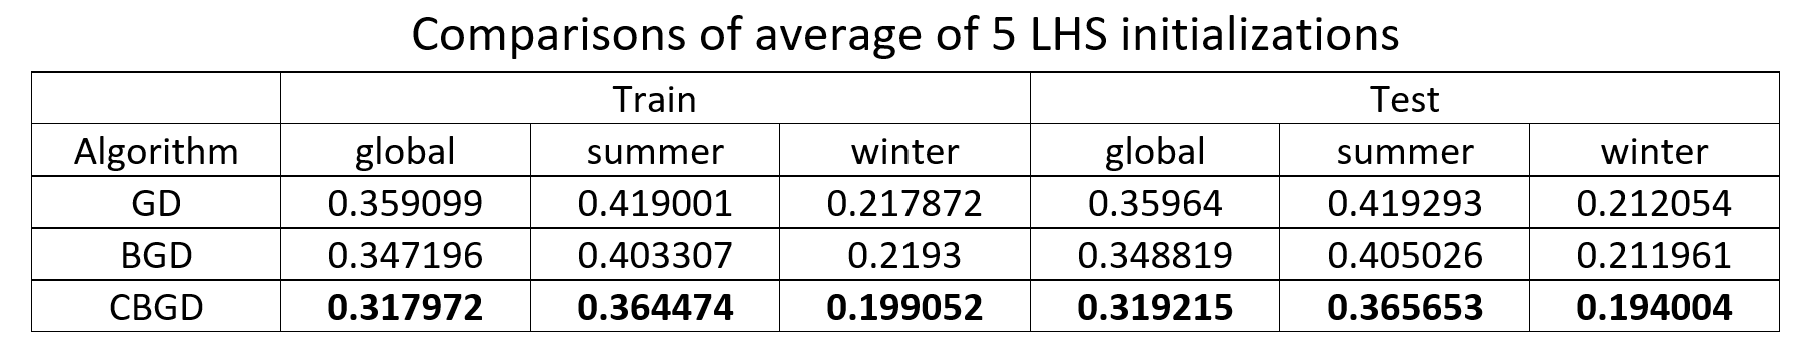 Comparisons of average of 5 LHS initializations
Train Test
Algorithm global summer winter global summer winter
GD 0.359099 0.419001 0.217872 0.35964 0.419293 0.212054
BGD 0.347196 0.403307 0.2193 0.348819 0.405026 0.211961
CBGD 0.317972 0.364474 0.199052 0.319215 0.365653 0.194004